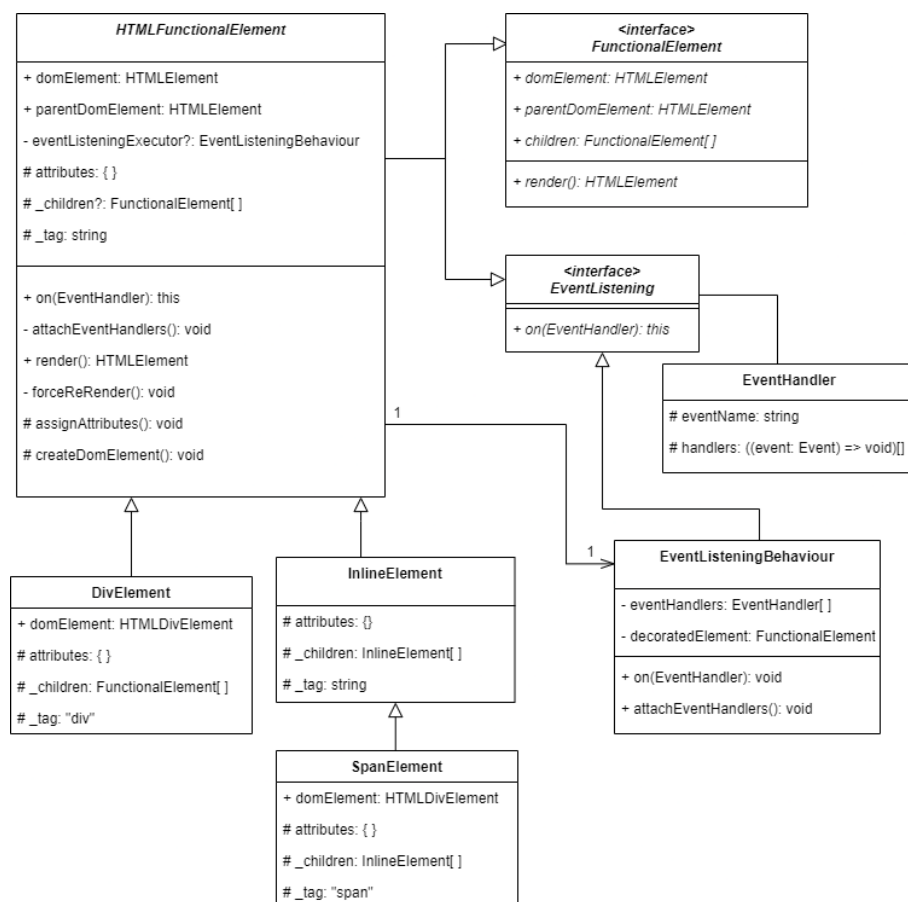 HTMLFunctionalElement
+ domElement: HTMLElement
+ parentDomElement: HTMLElement
- eventListeningExecutor?: EventListeningBehaviour
# attributes: { }
# _children?: FunctionalElement[ ]
# _tag: string
+ on(EventHandler): this
- attachEventHandlers(): void
+ render(): HTMLElement
- forceReRender(): void
# assignAttributes(): void
# createDomElement(): void
<interface>
FunctionalElement
+ domElement: HTMLElement
+ parentDomElement: HTMLElement
+ children: FunctionalElement[ ]
+ render(): HTMLElement
<interface>
EventListening
+ on(EventHandler): this
EventHandler
# eventName: string
# handlers: ((event: Event) => void)[]
1
1
EventListeningBehaviour
- eventHandlers: EventHandler[ ]
- decoratedElement: FunctionalElement
+ on(EventHandler): void
+ attachEventHandlers(): void
DivElement
+ domElement: HTMLDivElement
# attributes: { }
# _children: FunctionalElement[ ]
# _tag: "div"
InlineElement
# attributes: {}
# _children: InlineElement[ ]
# _tag: string
SpanElement
+ domElement: HTMLDivElement
# attributes: { }
# _children: InlineElement[ ]
# _tag: "span"